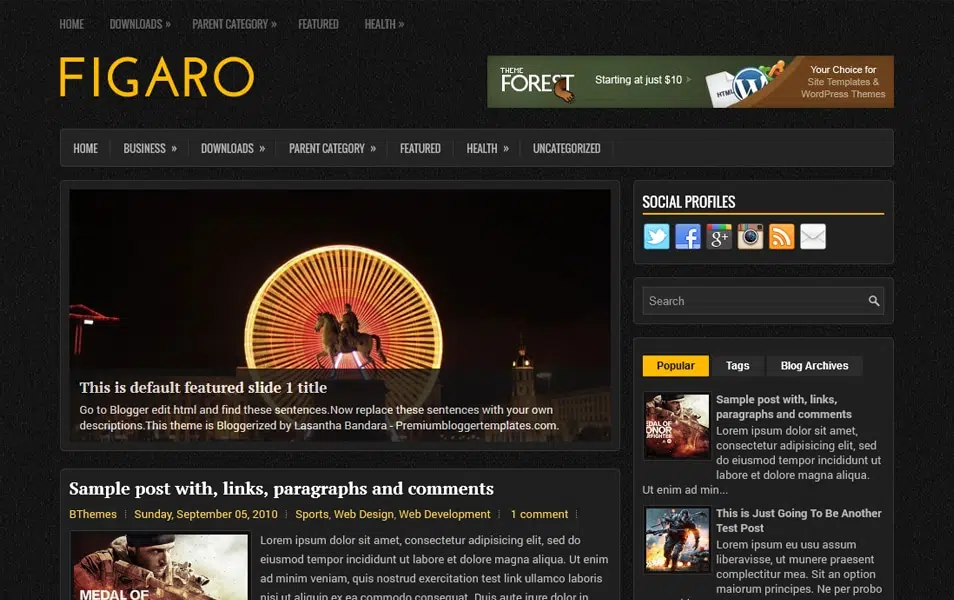 HOME DOWNLOADS » PARENT CATEGORY » FEATURED HEALTH »
FIGARO
THEME
FOREST
Starting at just $10
HTML
Your Choice for
Site Templates &
WordPress Themes
HOME BUSINESS » DOWNLOADS » PARENT CATEGORY » FEATURED HEALTH » UNCATEGORIZED
This is default featured slide 1 title
Go to Blogger edit html and find these sentences.Now replace these sentences with your own
descriptions.This theme is Bloggerized by Lasantha Bandara - Premiumbloggertemplates.com.
Sample post with, links, paragraphs and comments
BThemes Sunday, September 05, 2010 Sports, Web Design, Web Development 1 comment
MEDAL OF
Lorem ipsum dolor sit amet, consectetur adipisicing elit, sed do
eiusmod tempor incididunt ut labore et dolore magna aliqua. Ut enim
ad minim veniam, quis nostrud exercitation test link ullamco laboris
nisi ut aliquip ex ea commodo consequat. Duis aute irure dolor in
SOCIAL PROFILES
Search
Popular Tags Blog Archives
Sample post with, links,
paragraphs and comments
Lorem ipsum dolor sit amet,
consectetur adipisicing elit, sed
do eiusmod tempor incididunt ut
labore et dolore magna aliqua.
Ut enim ad min...
This is Just Going To Be Another
Test Post
Lorem ipsum eu usu assum
liberavisse, ut munere praesent
complectitur mea. Sit an option
maiorum principes. Ne per probo